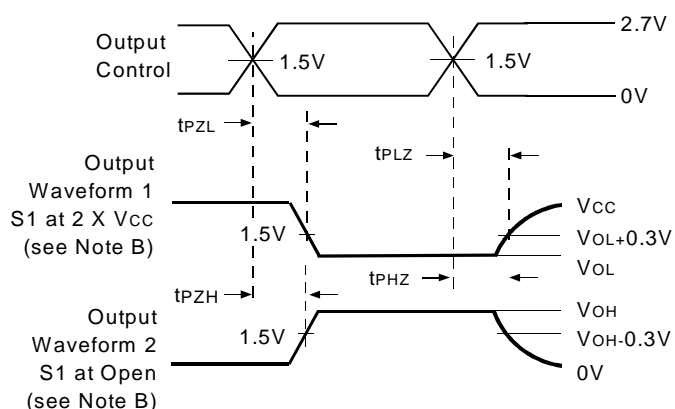 2.7V
Output
Control
1.5V
1.5V
0V
tPZL
tPLZ
Output
Waveform 1
S1 at 2 X VCC
(see Note B)
1.5V
VCC
VOL+0.3V
VOL
tPZH
tPHZ
Output
Waveform 2
S1 at Open
(see Note B)
1.5V
VOH
VOH-0.3V
0V